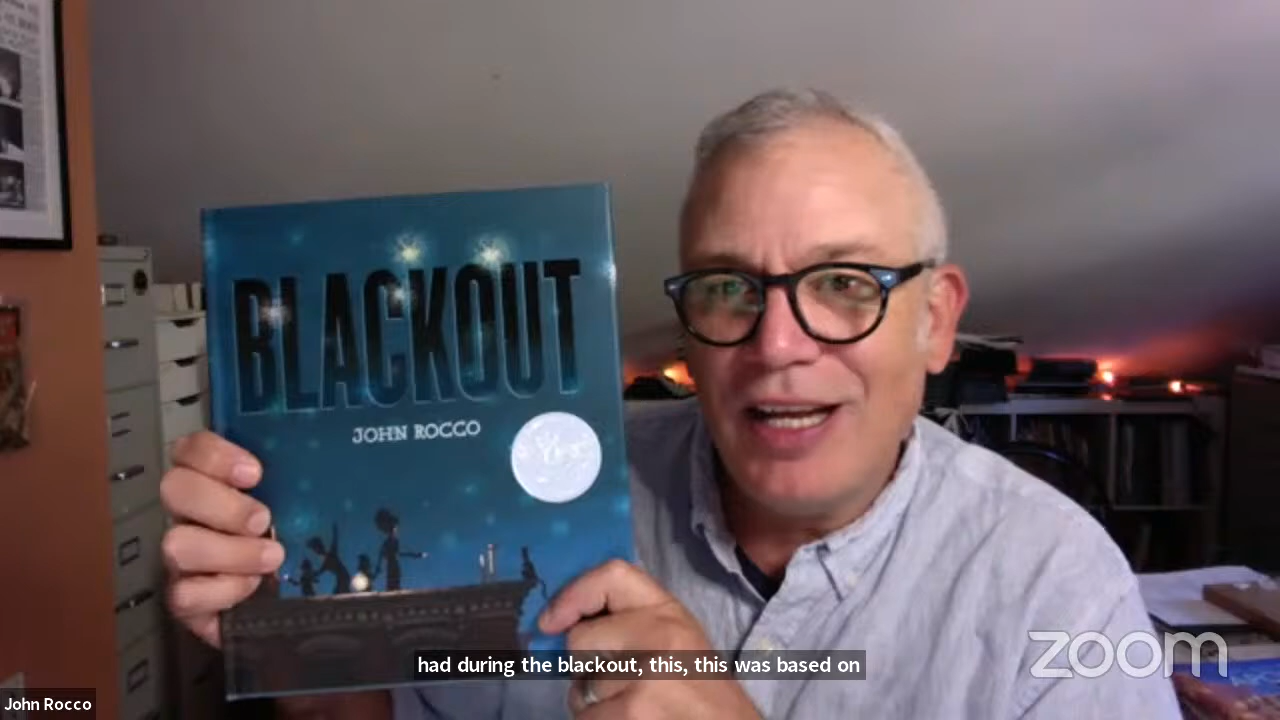 BLACKOUT
JOHN ROCCO
had during the blackout, this, this was based on
zoom
John Rocco